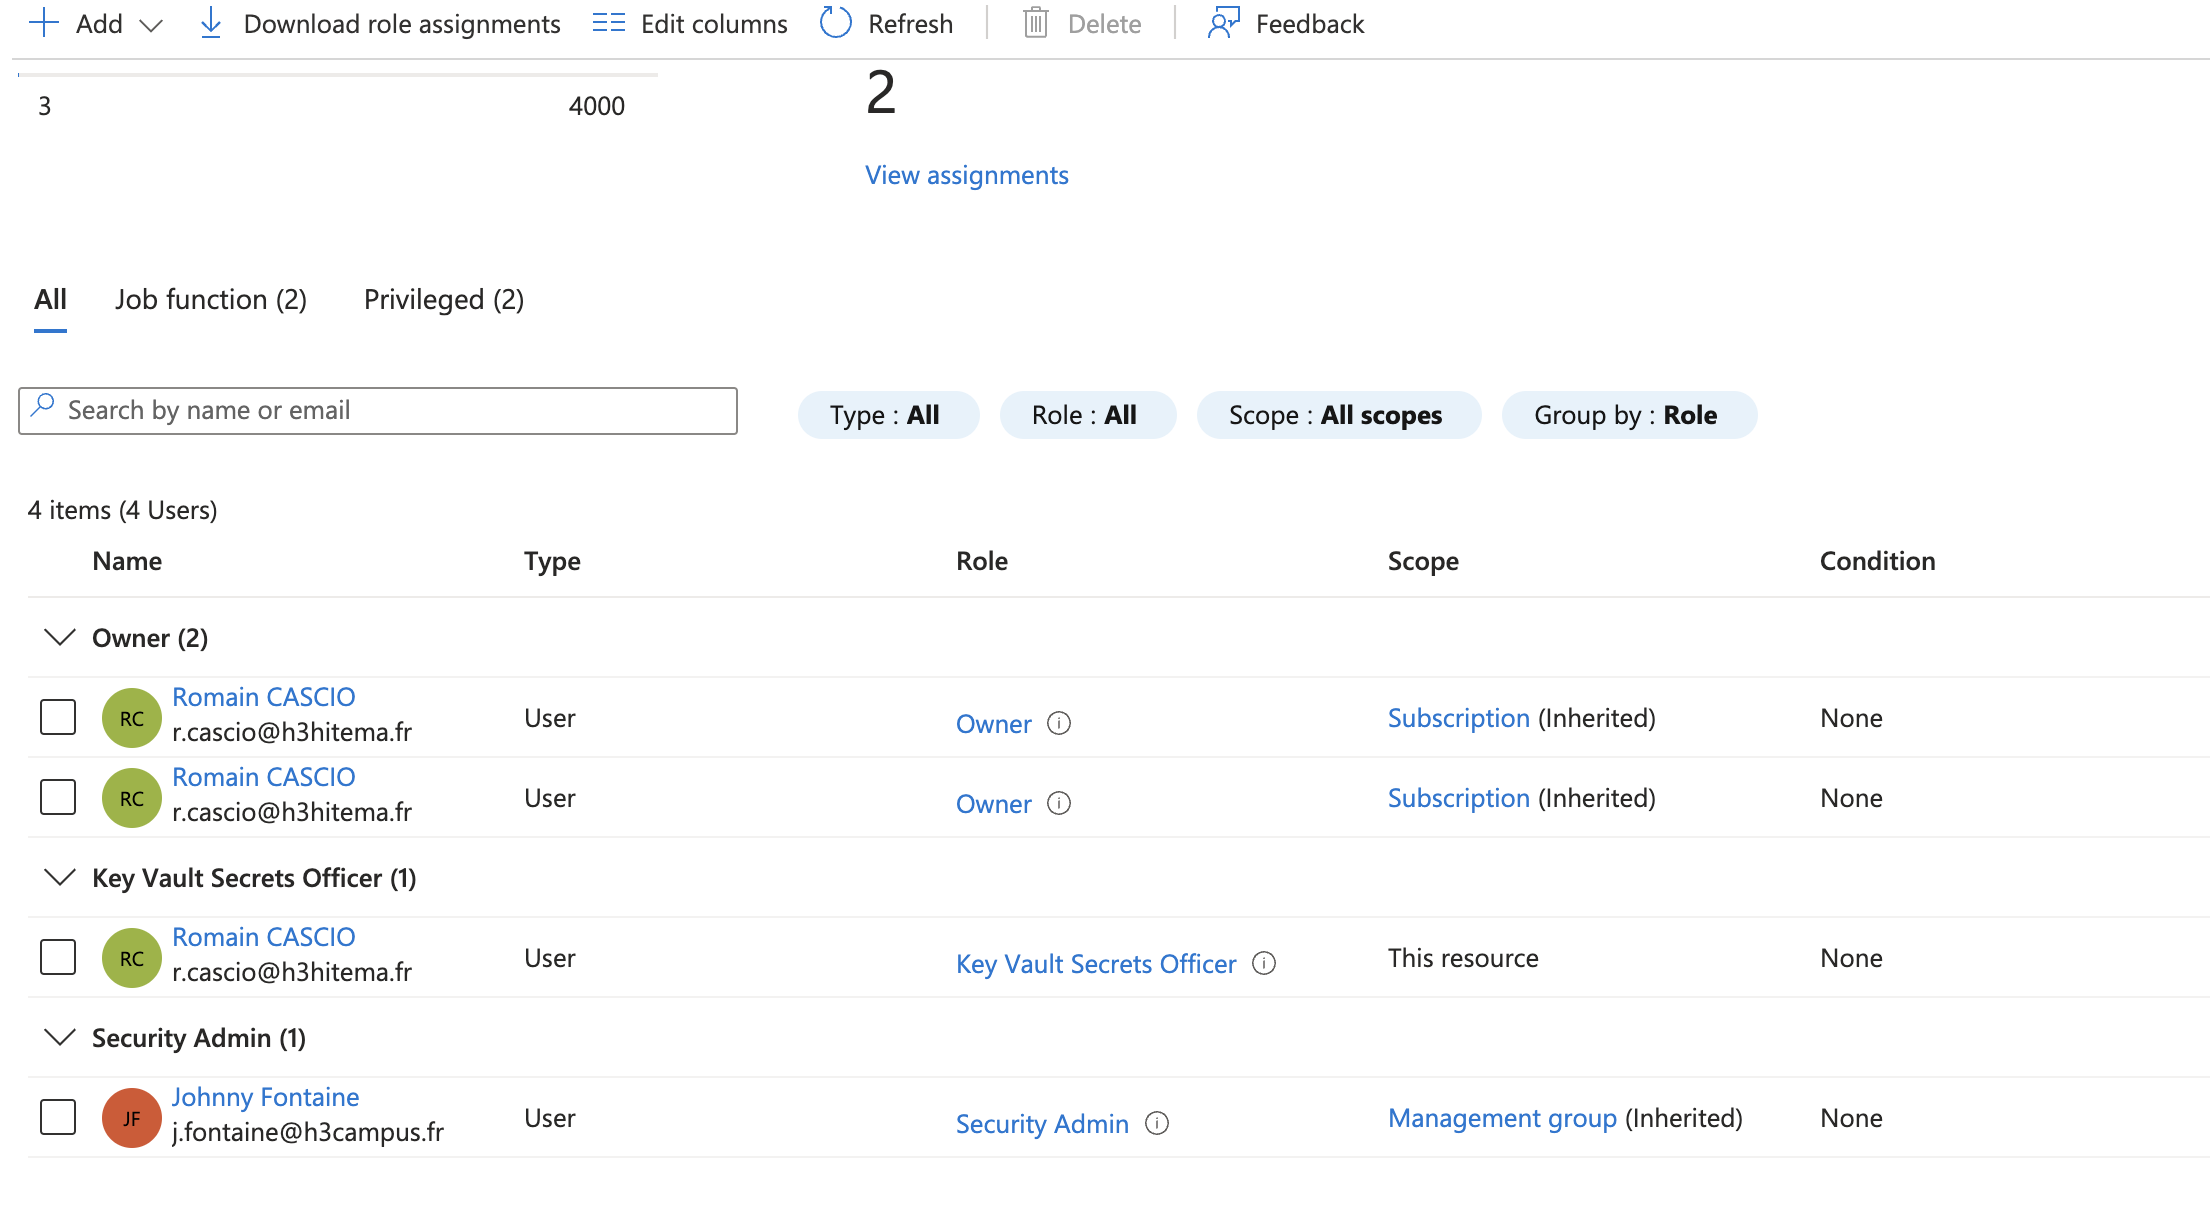 Add Download role assignments Edit columns Refresh Delete Feedback
3 4000 2
View assignments
All Job function (2) Privileged (2)
Search by name or email Type : All Role : All Scope : All scopes Group by : Role
4 items (4 Users)
Name Type Role Scope Condition
Owner (2)
RC Romain CASCIO
r.cascio@h3hitema.fr User Owner Subscription (Inherited) None
RC Romain CASCIO
r.cascio@h3hitema.fr User Owner Subscription (Inherited) None
Key Vault Secrets Officer (1)
RC Romain CASCIO
r.cascio@h3hitema.fr User Key Vault Secrets Officer This resource None
Security Admin (1)
JF Johnny Fontaine
j.fontaine@h3campus.fr User Security Admin Management group (Inherited) None